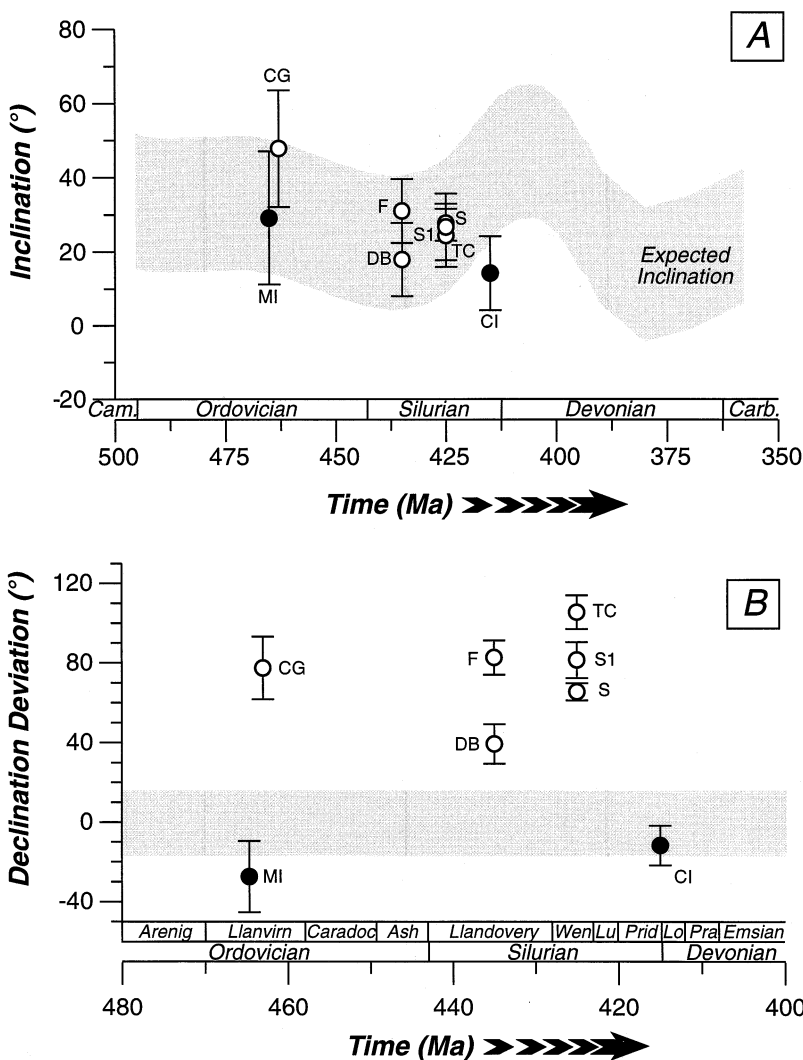 A
80
60
40
20
0
-20
Inclination (°)
CG
MI
F
DB
S
S1
TC
CI
Expected
Inclination
Cam. Ordovician Silurian Devonian Carb.
500 475 450 425 400 375 350
Time (Ma)
B
120
80
40
0
-40
Declination Deviation (°)
TC
S1
S
F
CG
DB
MI
CI
Arenig Llanvirn Caradoc Ash Llandovery Wen Lu Prid Lo Pra Emsian
Ordovician Silurian Devonian
480 460 440 420 400
Time (Ma)